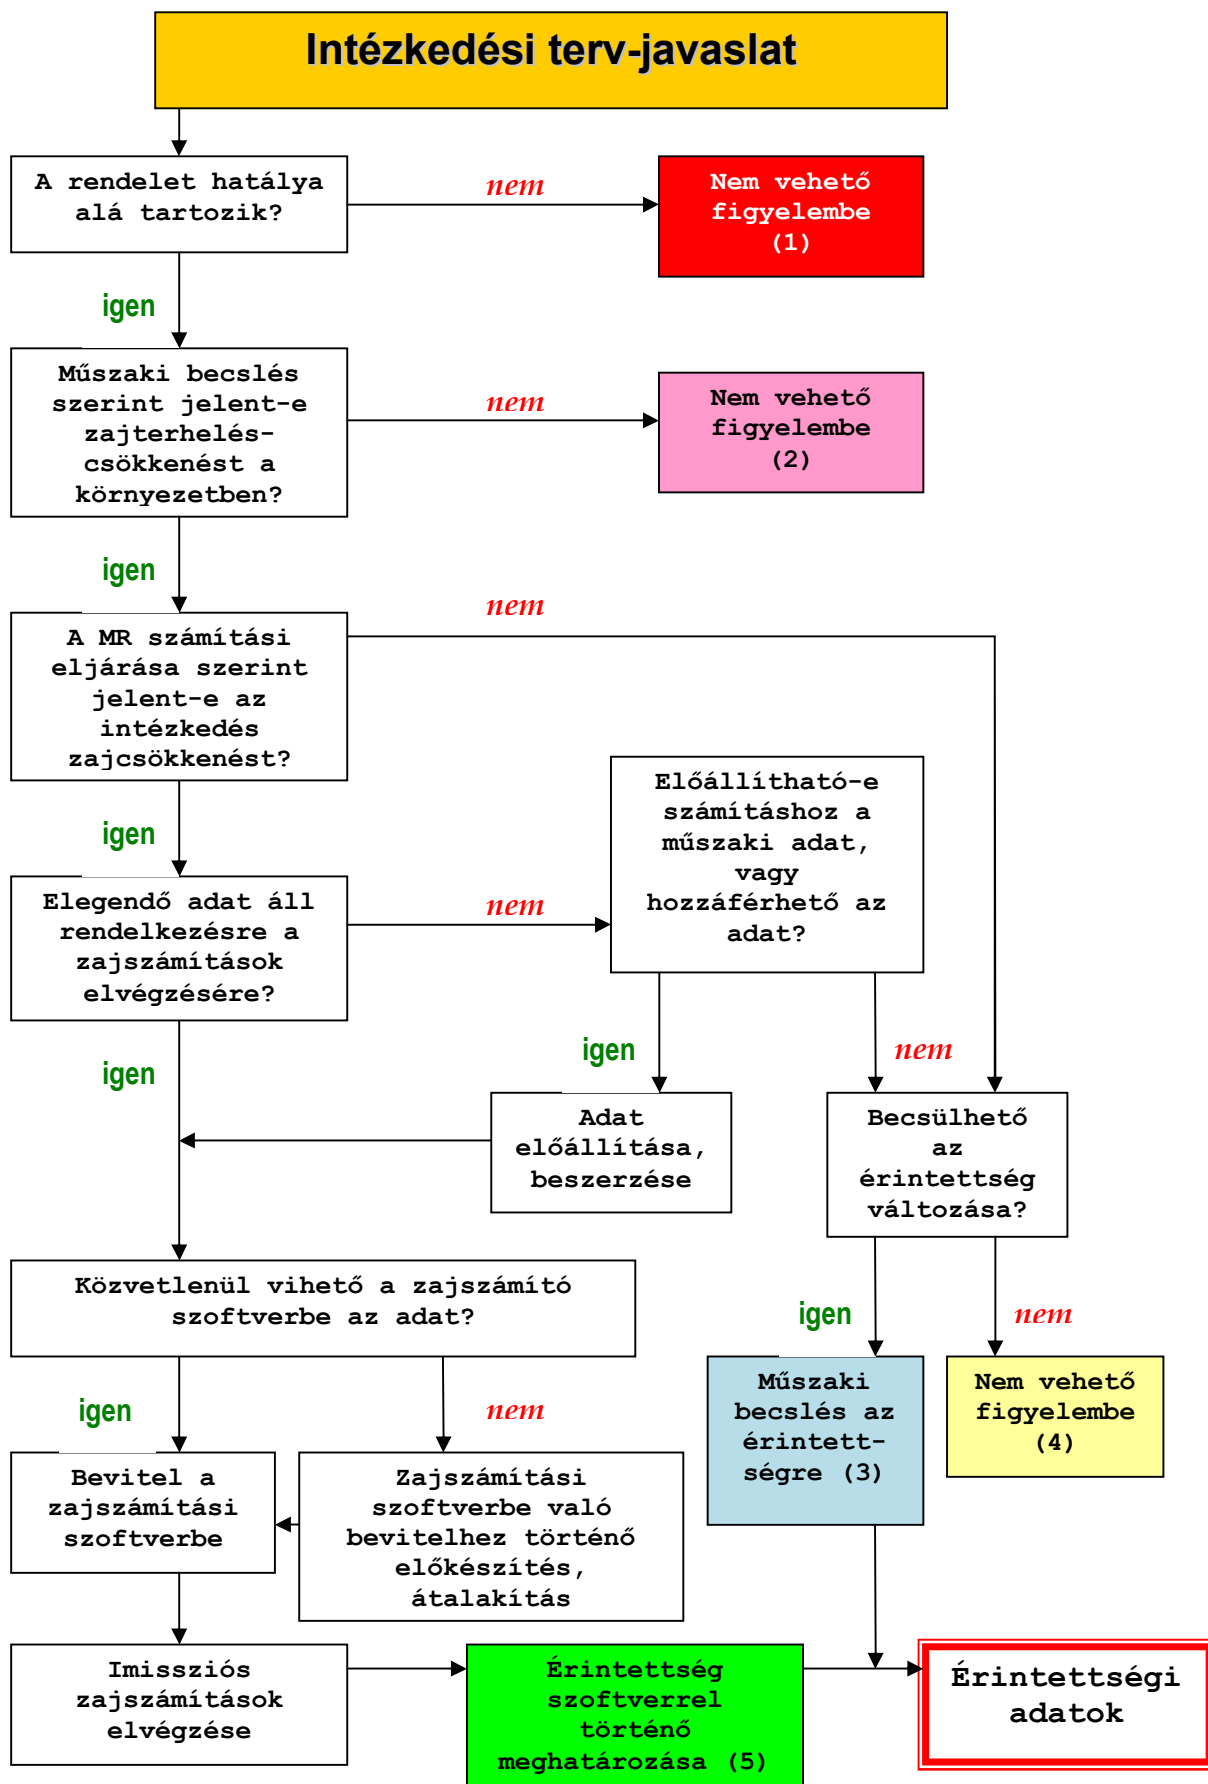 Intézkedési terv-javaslat
A rendelet hatálya
alá tartozik?
nem
Nem vehető
figyelembe
(1)
igen
Műszaki becslés
szerint jelent-e
zajterhelés-
csökkenést a
környezetben?
nem
Nem vehető
figyelembe
(2)
igen
nem
A MR számítási
eljárása szerint
jelent-e az
intézkedés
zajcsökkenést?
Előállítható-e
számításhoz a
műszaki adat,
vagy
hozzáférhető az
adat?
igen
Elegendő adat áll
rendelkezésre a
zajszámítások
elvégzésére?
nem
igen
igen
nem
Adat
előállítása,
beszerzése
Becsülhető
az
érintettség
változása?
Közvetlenül vihető a zajszámító
szoftverbe az adat?
igen
nem
igen
nem
Műszaki
becslés az
érintett-
ségre (3)
Nem vehető
figyelembe
(4)
Bevitel a
zajszámítási
szoftverbe
Zajszámítási
szoftverbe való
bevitelhez történő
előkészítés,
átalakítás
Imissziós
zajszámítások
elvégzése
Érintettség
szoftverrel
történő
meghatározása (5)
Érintettségi
adatok